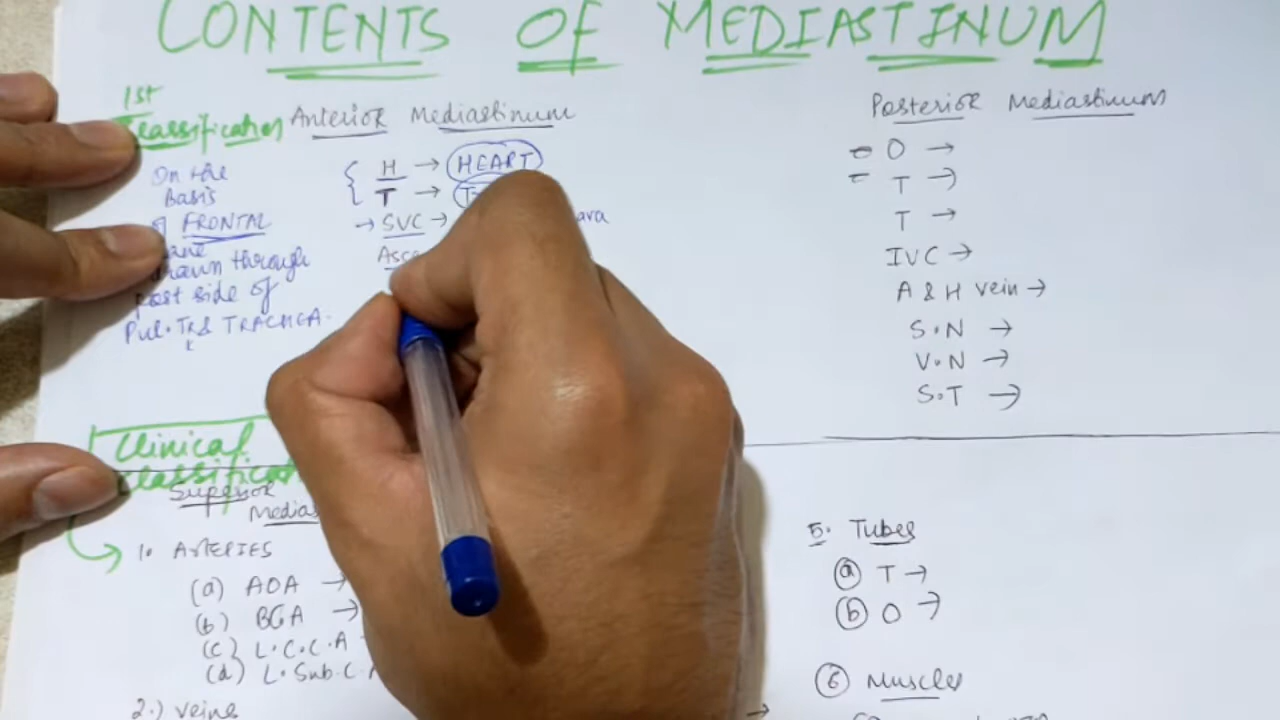 CONTENTS OF MEDIASTINUM
1st
Classification
On the
Basis
of FRONTAL
drawn through
post side of
Pul. Tr & TRACHEA.
Anterior Mediastinum
H → HEART
T →
→ SVC →
Asce
Posterior Mediastinum
- O →
- T →
T →
IVC →
A & H vein →
S.N →
V.N →
S.T →
Clinical
Superior
1. ARTERIES
(a) AOA →
(b) BCA →
(c) L.C.C.A
(d) L.Sub.C.A
2.) veins
5. Tubes
(a) T →
(b) O →
(6) Muscles